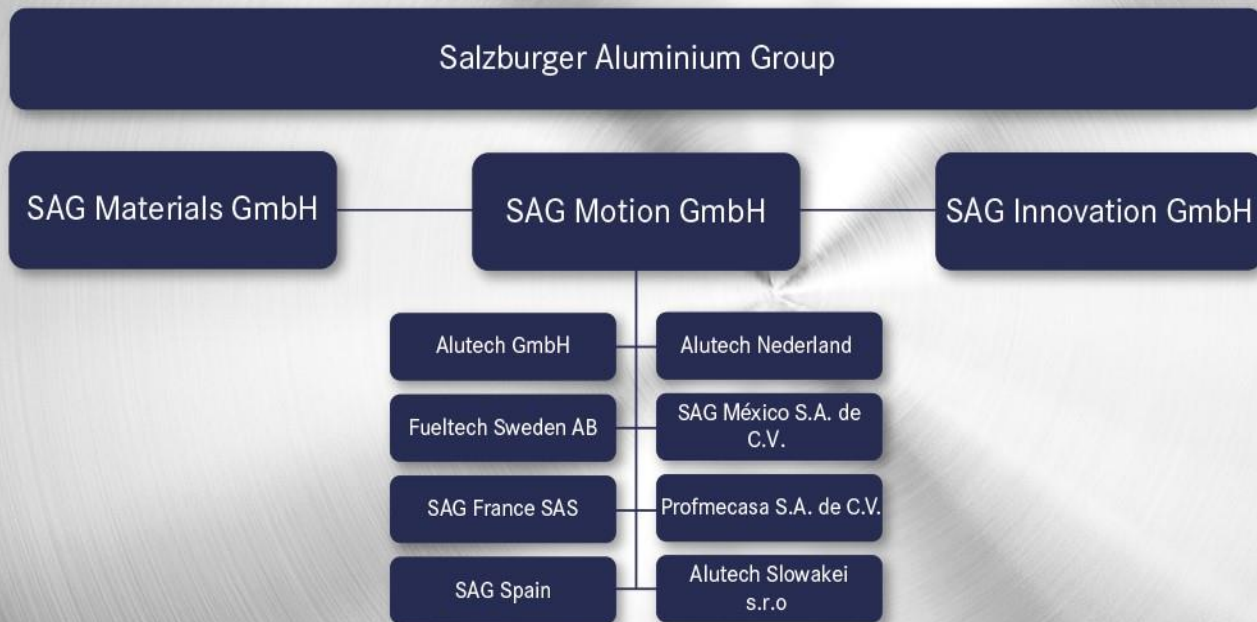 Salzburger Aluminium Group
SAG Materials GmbH
SAG Motion GmbH
SAG Innovation GmbH
Alutech GmbH
Alutech Nederland
Fueltech Sweden AB
SAG México S.A. de
C.V.
SAG France SAS
Profmecasa S.A. de C.V.
SAG Spain
Alutech Slowakei
s.r.o